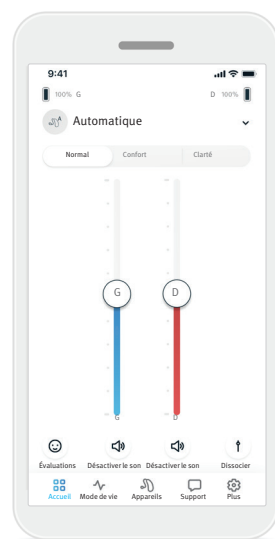 9:41
100% G D 100%
Automatique
Normal Confort Clarté
G D
G D
Évaluations Désactiver le son Désactiver le son Dissocier
Accueil Mode de vie Appareils Support Plus